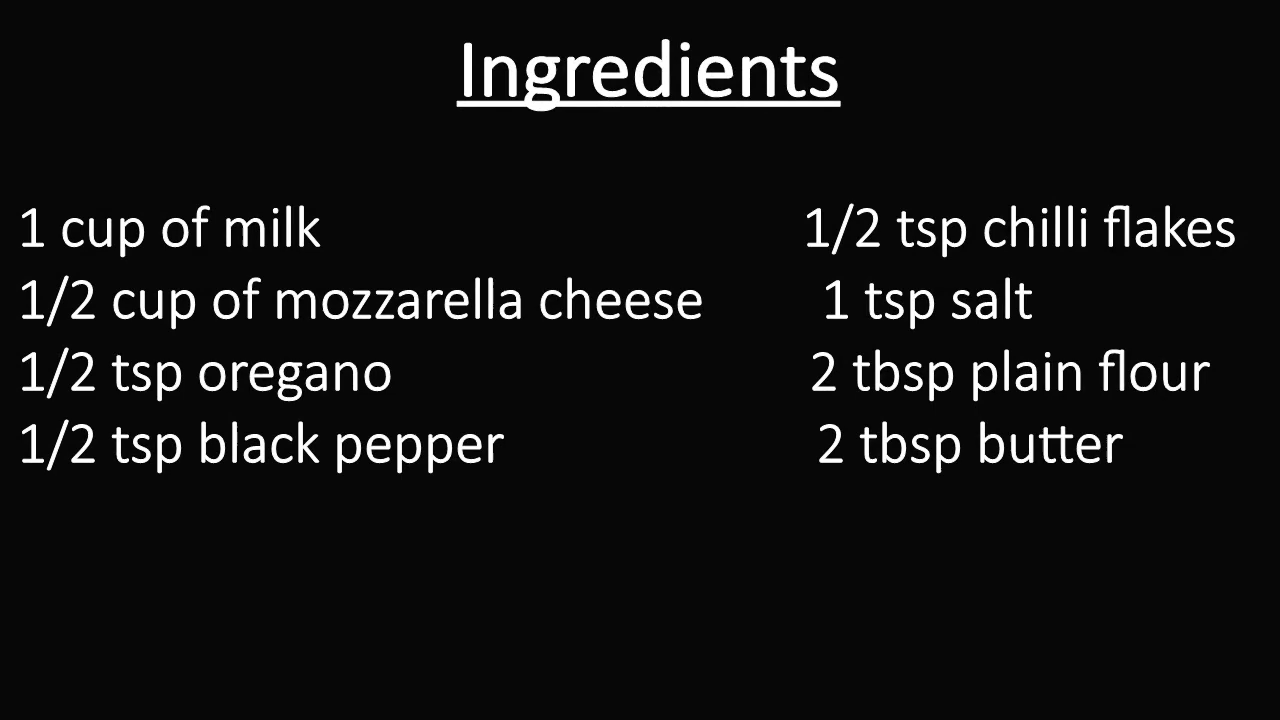 Ingredients
1 cup of milk
1/2 cup of mozzarella cheese
1/2 tsp oregano
1/2 tsp black pepper
1/2 tsp chilli flakes
1 tsp salt
2 tbsp plain flour
2 tbsp butter